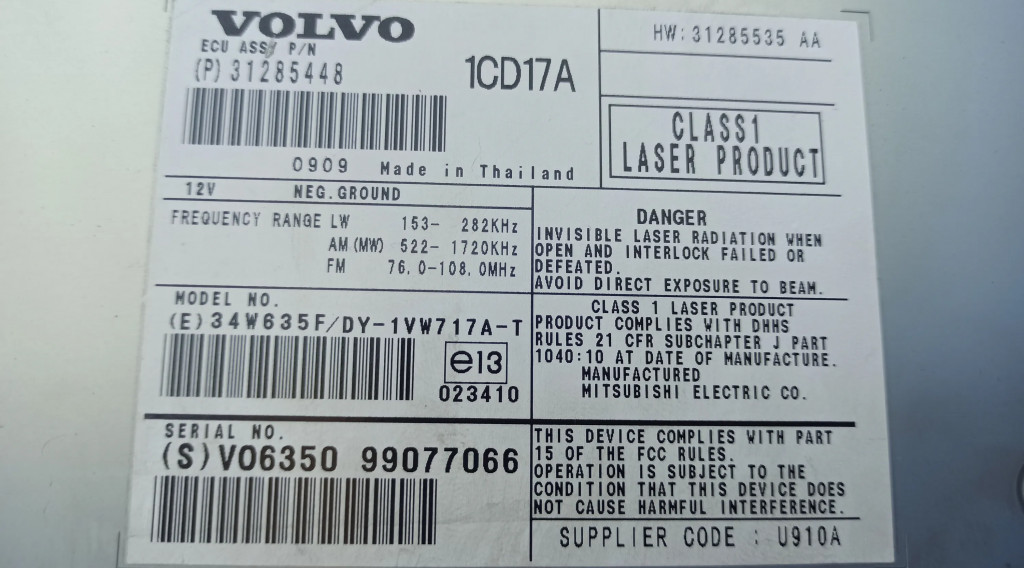 VOLVO
ECU ASSY P/N
(P) 31285448
1CD17A
0909 Made in Thailand
HW: 31285535 AA
CLASS1
LASER PRODUCT
12V NEG.GROUND
FREQUENCY RANGE LW 153- 282KHz
AM (MW) 522- 1720KHz
FM 76.0-108.0MHz
MODEL NO.
(E) 34W635F/DY-1VW717A-T
e13
023410
SERIAL NO.
(S) VO6350 99077066
DANGER
INVISIBLE LASER RADIATION WHEN
OPEN AND INTERLOCK FAILED OR
DEFEATED.
AVOID DIRECT EXPOSURE TO BEAM.
CLASS 1 LASER PRODUCT
PRODUCT COMPLIES WITH DHHS
RULES 21 CFR SUBCHAPTER J PART
1040:10 AT DATE OF MANUFACTURE.
MANUFACTURED
MITSUBISHI ELECTRIC CO.
THIS DEVICE COMPLIES WITH PART
15 OF THE FCC RULES.
OPERATION IS SUBJECT TO THE
CONDITION THAT THIS DEVICE DOES
NOT CAUSE HARMFUL INTERFERENCE.
SUPPLIER CODE : U910A